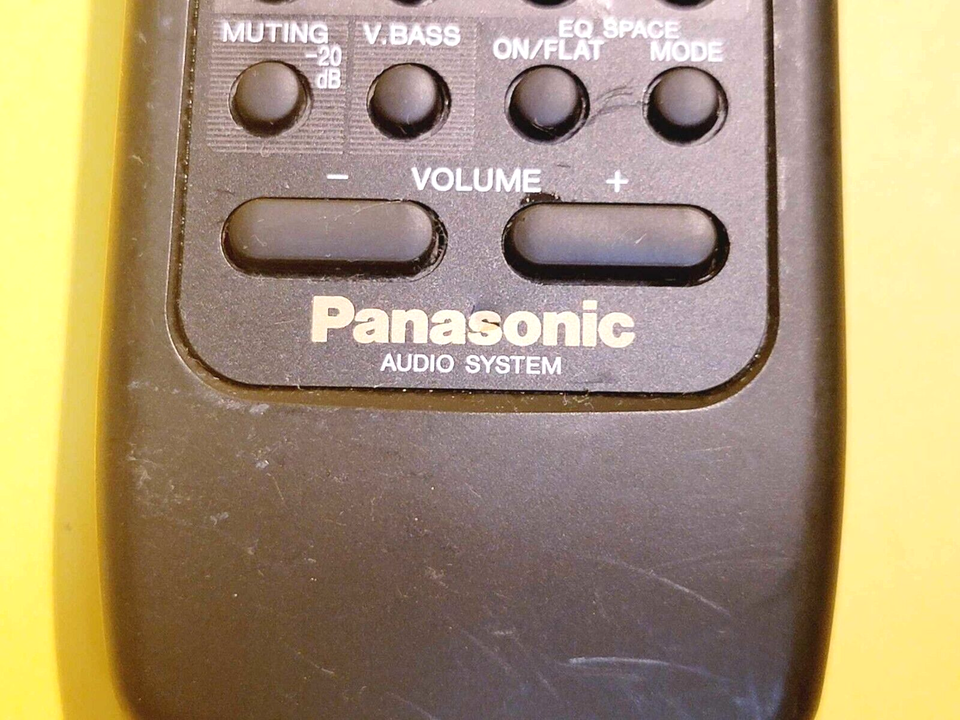 MUTING
-20
dB
V.BASS
EQ SPACE
ON/FLAT
MODE
− VOLUME +
Panasonic
AUDIO SYSTEM